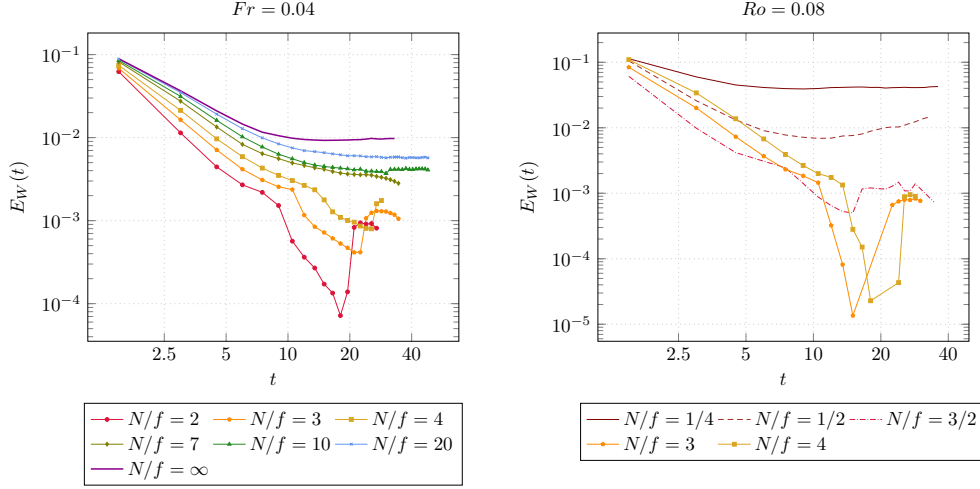 Fr = 0.04
10⁻¹
10⁻²
10⁻³
10⁻⁴
E_W(t)
2.5 5 10 20 40
t
N/f = 2 N/f = 3 N/f = 4
N/f = 7 N/f = 10 N/f = 20
N/f = ∞
Ro = 0.08
10⁻¹
10⁻²
10⁻³
10⁻⁴
10⁻⁵
E_W(t)
2.5 5 10 20 40
t
N/f = 1/4 N/f = 1/2 N/f = 3/2
N/f = 3 N/f = 4